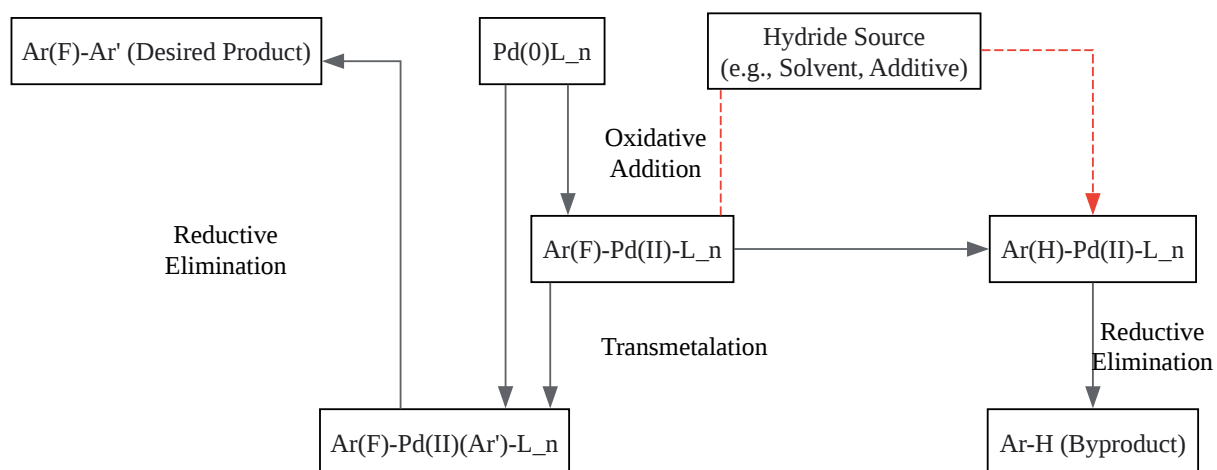 Ar(F)-Ar' (Desired Product)
Pd(0)L_n
Hydride Source
(e.g., Solvent, Additive)
Oxidative
Addition
Reductive
Elimination
Ar(F)-Pd(II)-L_n
Ar(H)-Pd(II)-L_n
Transmetalation
Reductive
Elimination
Ar(F)-Pd(II)(Ar')-L_n
Ar-H (Byproduct)